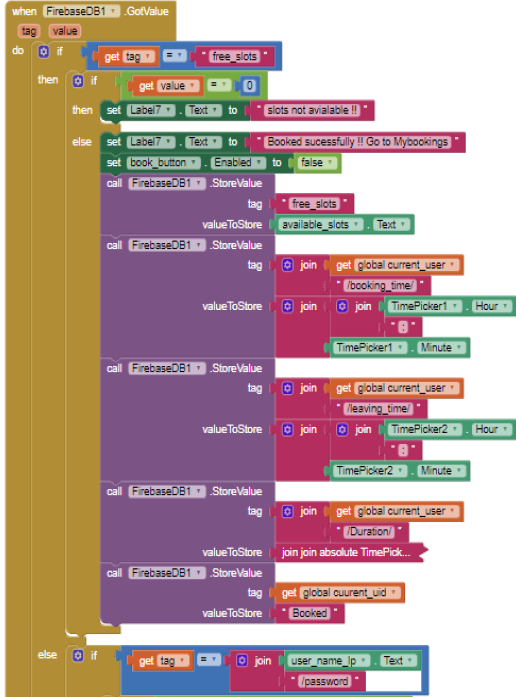 when FirebaseDB1 .GotValue
tag value
do if get tag = " free_slots "
then if get value = 0
then set Label7 . Text to " slots not avialable !! "
else set Label7 . Text to " Booked sucessfully !! Go to Mybookings "
set book_button . Enabled to false
call FirebaseDB1 .StoreValue
tag " free_slots "
valueToStore available_slots . Text
call FirebaseDB1 .StoreValue
tag join get global current_user
" /booking_time/ "
valueToStore join join TimePicker1 . Hour
" : "
TimePicker1 . Minute
call FirebaseDB1 .StoreValue
tag join get global current_user
" /leaving_time/ "
valueToStore join join TimePicker2 . Hour
" : "
TimePicker2 . Minute
call FirebaseDB1 .StoreValue
tag join get global current_user
" /Duration/ "
valueToStore join join absolute TimePick...
call FirebaseDB1 .StoreValue
tag get global cuurent_uid
valueToStore " Booked "
else if get tag = join user_name_lp . Text
" /password "